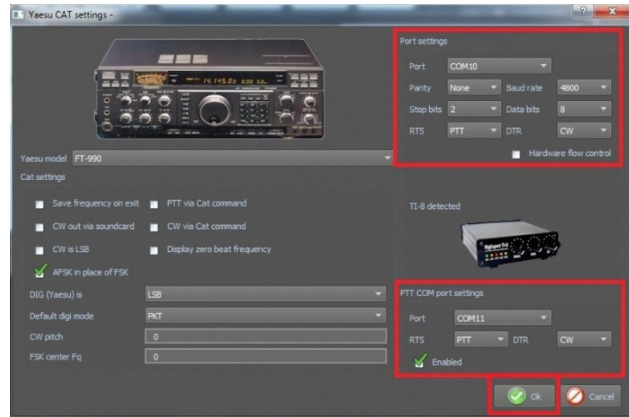 Yaesu CAT settings -
14.145.0
Yaesu model FT-990
Cat settings
Save frequency on exit
PTT via Cat command
CW out via soundcard
CW via Cat command
CW is LSB
Display zero beat frequency
AFSK in place of FSK
DIG (Yaesu) is LSB
Default digi mode PKT
CW pitch 0
FSK center Fq 0
Port settings
Port COM10
Parity None Baud rate 4800
Stop bits 2 Data bits 8
RTS PTT DTR CW
Hardware flow control
TI-8 detected
PTT COM port settings
Port COM11
RTS PTT DTR CW
Enabled
Ok Cancel